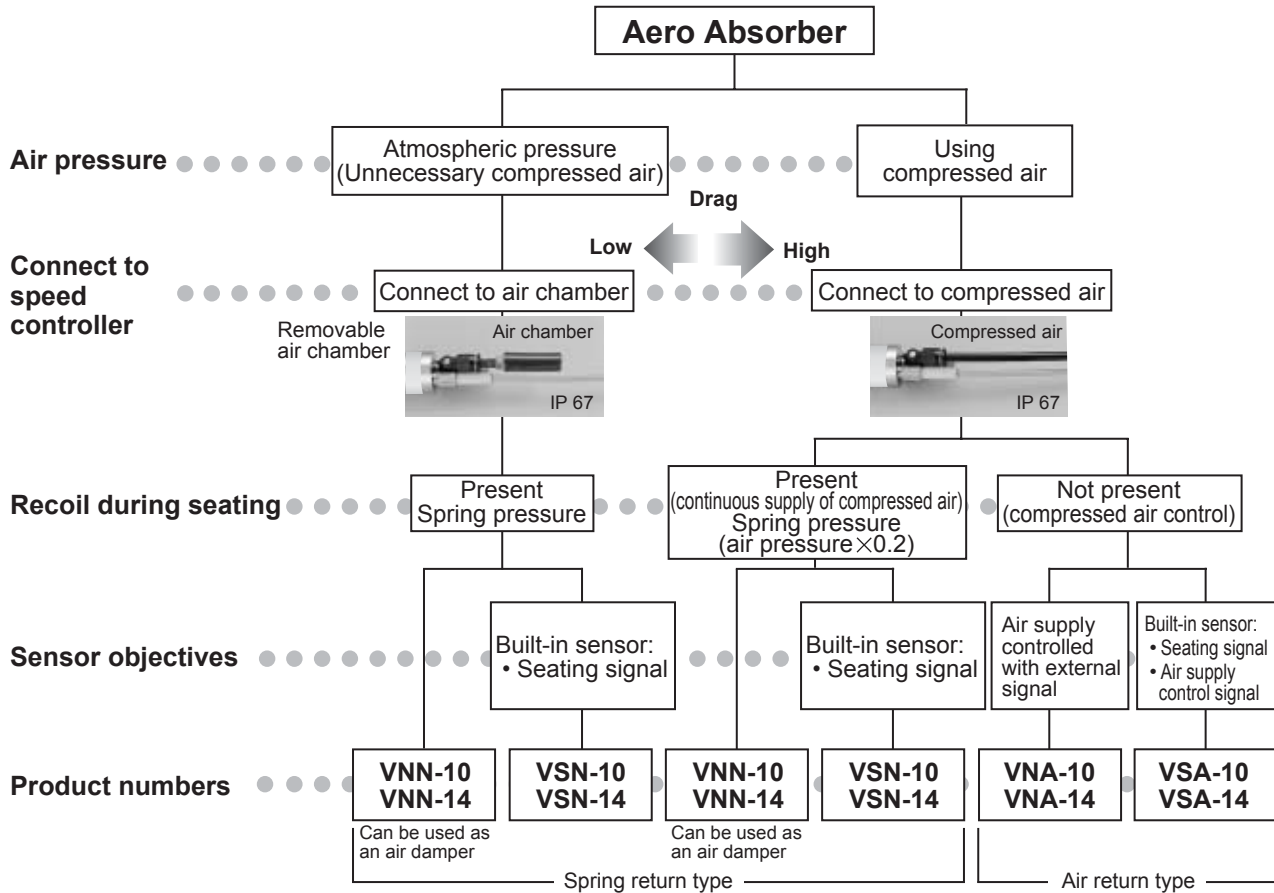 Aero Absorber
Air pressure
Atmospheric pressure
(Unnecessary compressed air)
Using
compressed air
Drag
Low
High
Connect to
speed
controller
Connect to air chamber
Connect to compressed air
Removable
air chamber
Air chamber
IP 67
Compressed air
IP 67
Recoil during seating
Present
Spring pressure
Present
(continuous supply of compressed air)
Spring pressure
(air pressure×0.2)
Not present
(compressed air control)
Sensor objectives
Built-in sensor:
• Seating signal
Built-in sensor:
• Seating signal
Air supply
controlled
with external
signal
Built-in sensor:
• Seating signal
• Air supply
control signal
Product numbers
VNN-10
VNN-14
VSN-10
VSN-14
VNN-10
VNN-14
VSN-10
VSN-14
VNA-10
VNA-14
VSA-10
VSA-14
Can be used as
an air damper
Can be used as
an air damper
Spring return type
Air return type